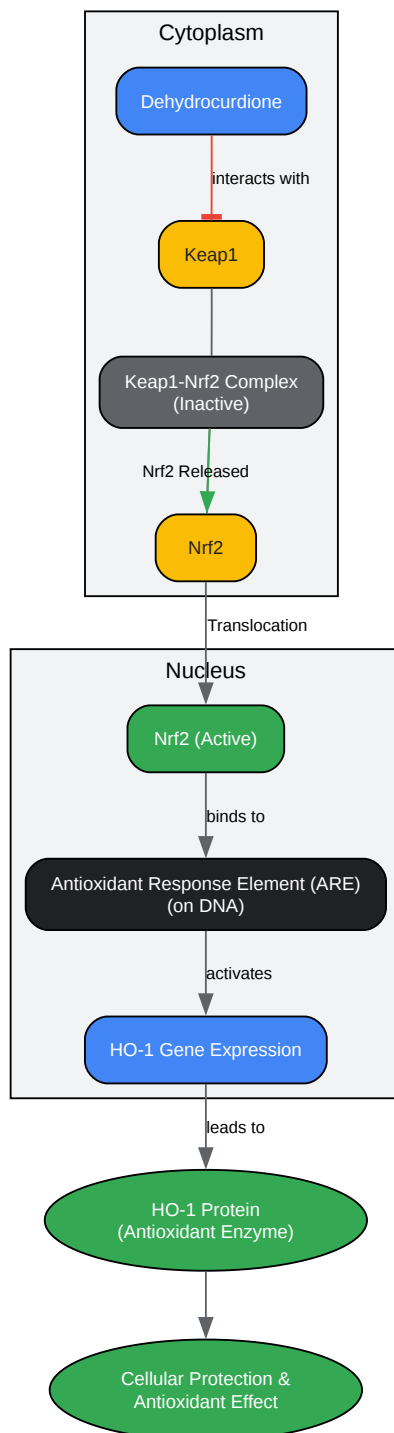 Cytoplasm
Dehydrocurdione
interacts with
Keap1
Keap1-Nrf2 Complex
(Inactive)
Nrf2 Released
Nrf2
Translocation
Nucleus
Nrf2 (Active)
binds to
Antioxidant Response Element (ARE)
(on DNA)
activates
HO-1 Gene Expression
leads to
HO-1 Protein
(Antioxidant Enzyme)
Cellular Protection &
Antioxidant Effect